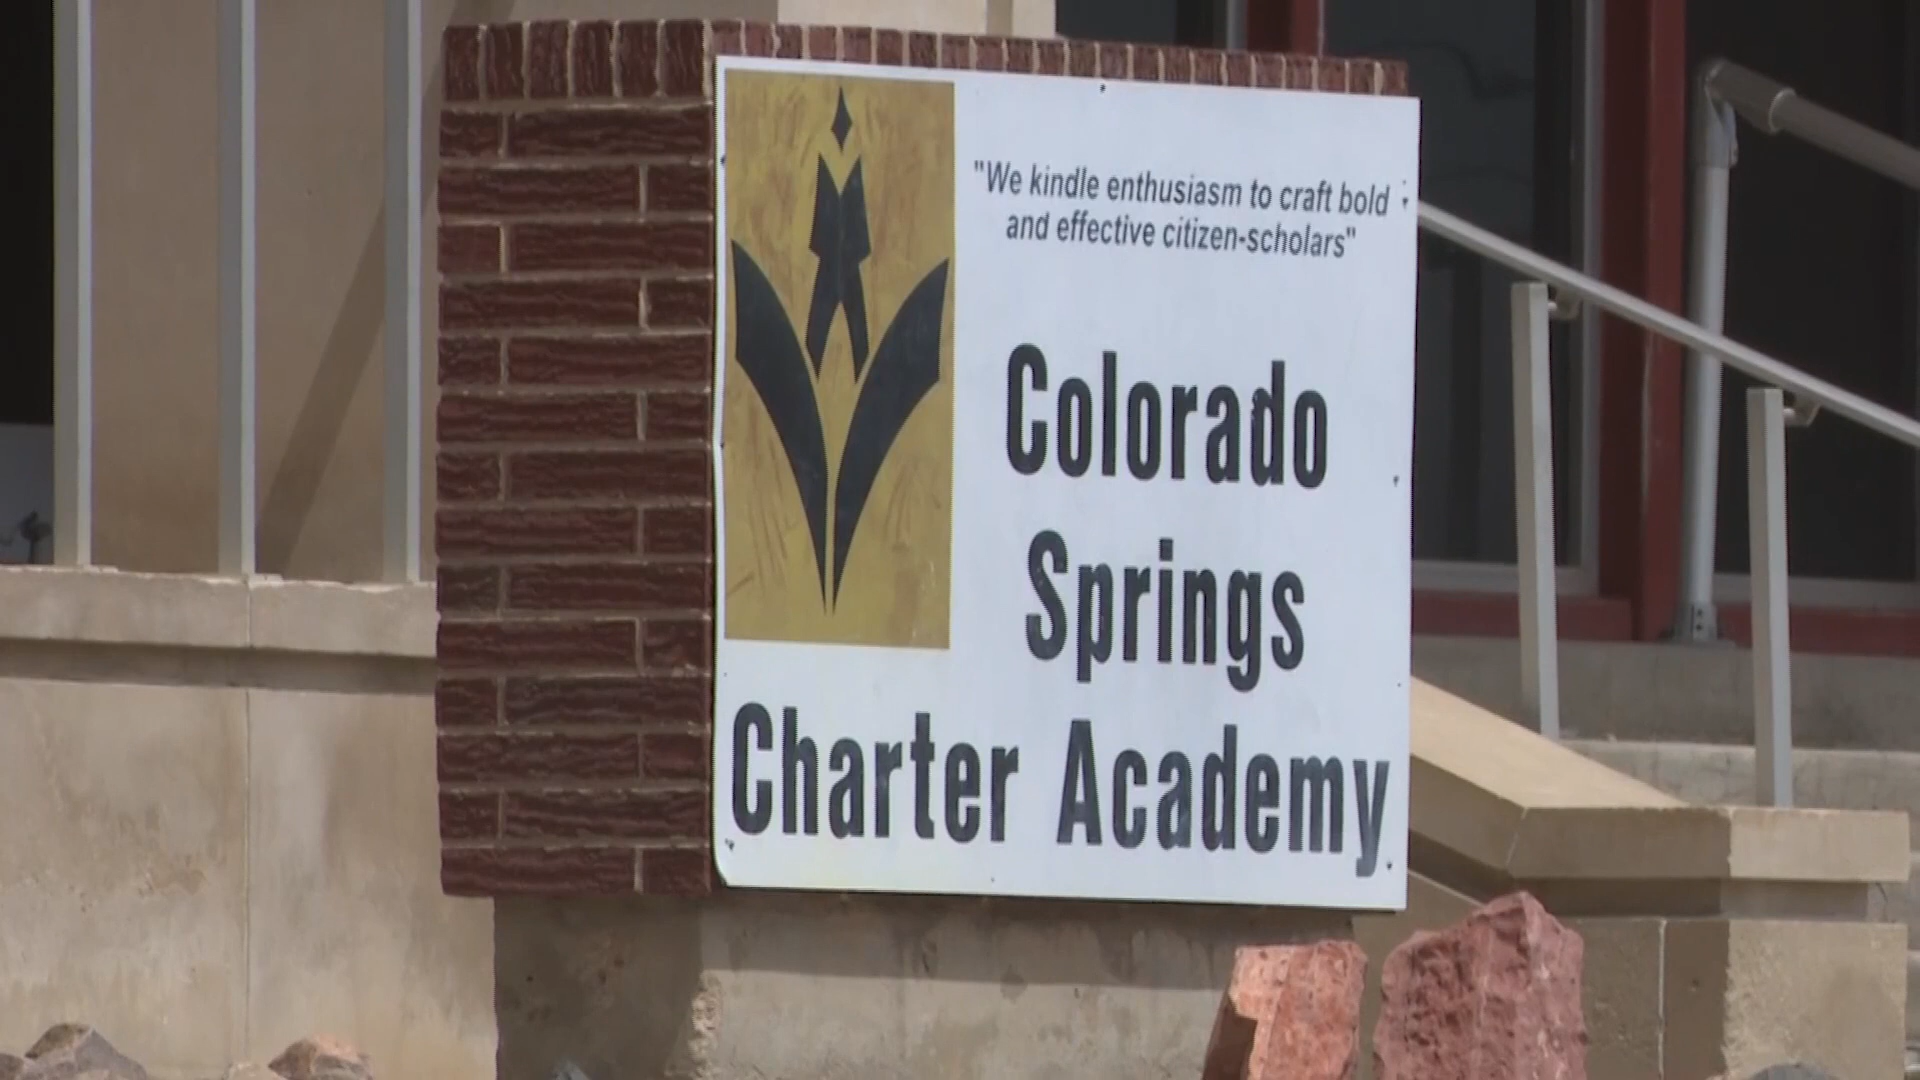 "We kindle enthusiasm to craft bold
and effective citizen-scholars"
Colorado
Springs
Charter Academy